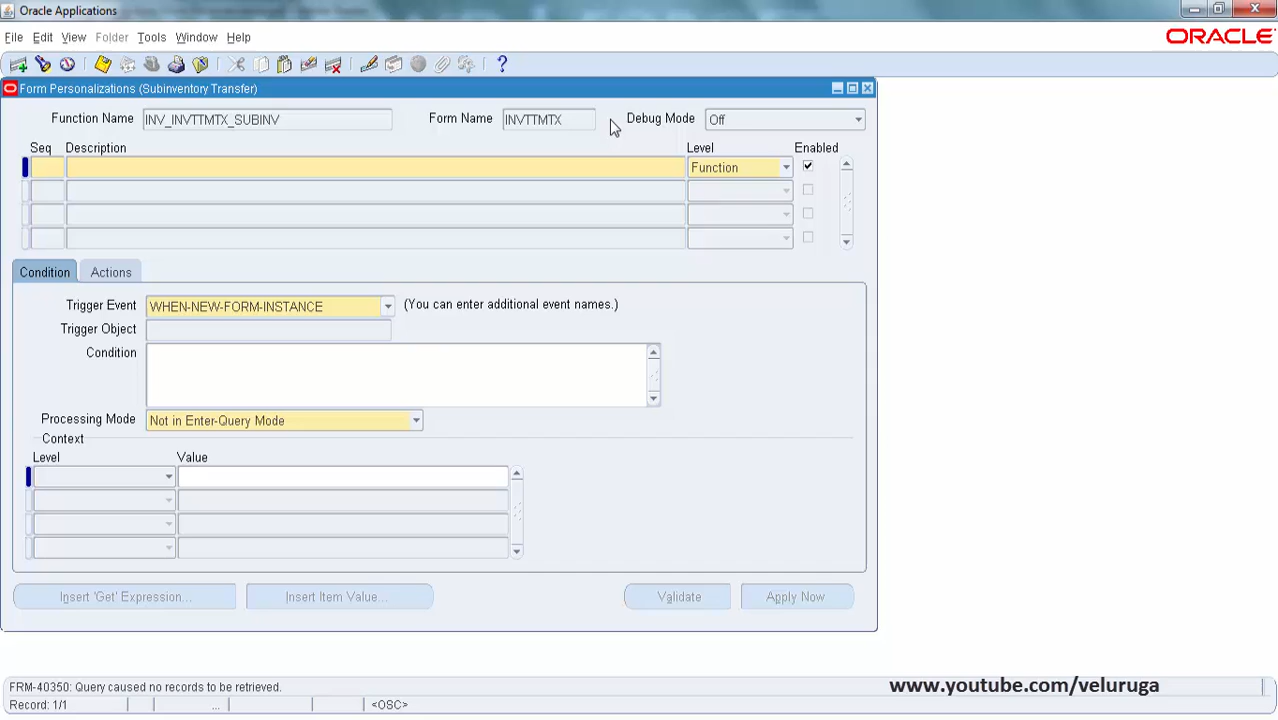 Oracle Applications
File Edit View Folder Tools Window Help
ORACLE
Form Personalizations (Subinventory Transfer)
Function Name INV_INVTTMTX_SUBINV Form Name INVTTMTX Debug Mode Off
Seq Description Level Enabled
Function
Condition Actions
Trigger Event WHEN-NEW-FORM-INSTANCE (You can enter additional event names.)
Trigger Object
Condition
Processing Mode Not in Enter-Query Mode
Context
Level Value
Insert 'Get' Expression... Insert Item Value... Validate Apply Now
FRM-40350: Query caused no records to be retrieved.
www.youtube.com/veluruga
Record: 1/1 ... <OSC>